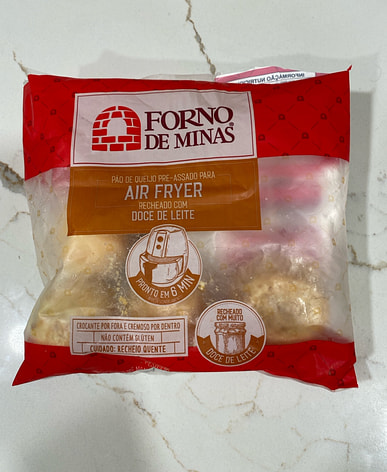 INFORMAÇÃO NUTRICI
FORNO
DE MINAS
PÃO DE QUEIJO PRÉ-ASSADO PARA
AIR FRYER
RECHEADO COM
DOCE DE LEITE
PRONTO EM 6 MIN
CROCANTE POR FORA E CREMOSO POR DENTRO
NÃO CONTÉM GLÚTEN
CUIDADO: RECHEIO QUENTE
RECHEADO
COM MUITO
DOCE DE LEITE